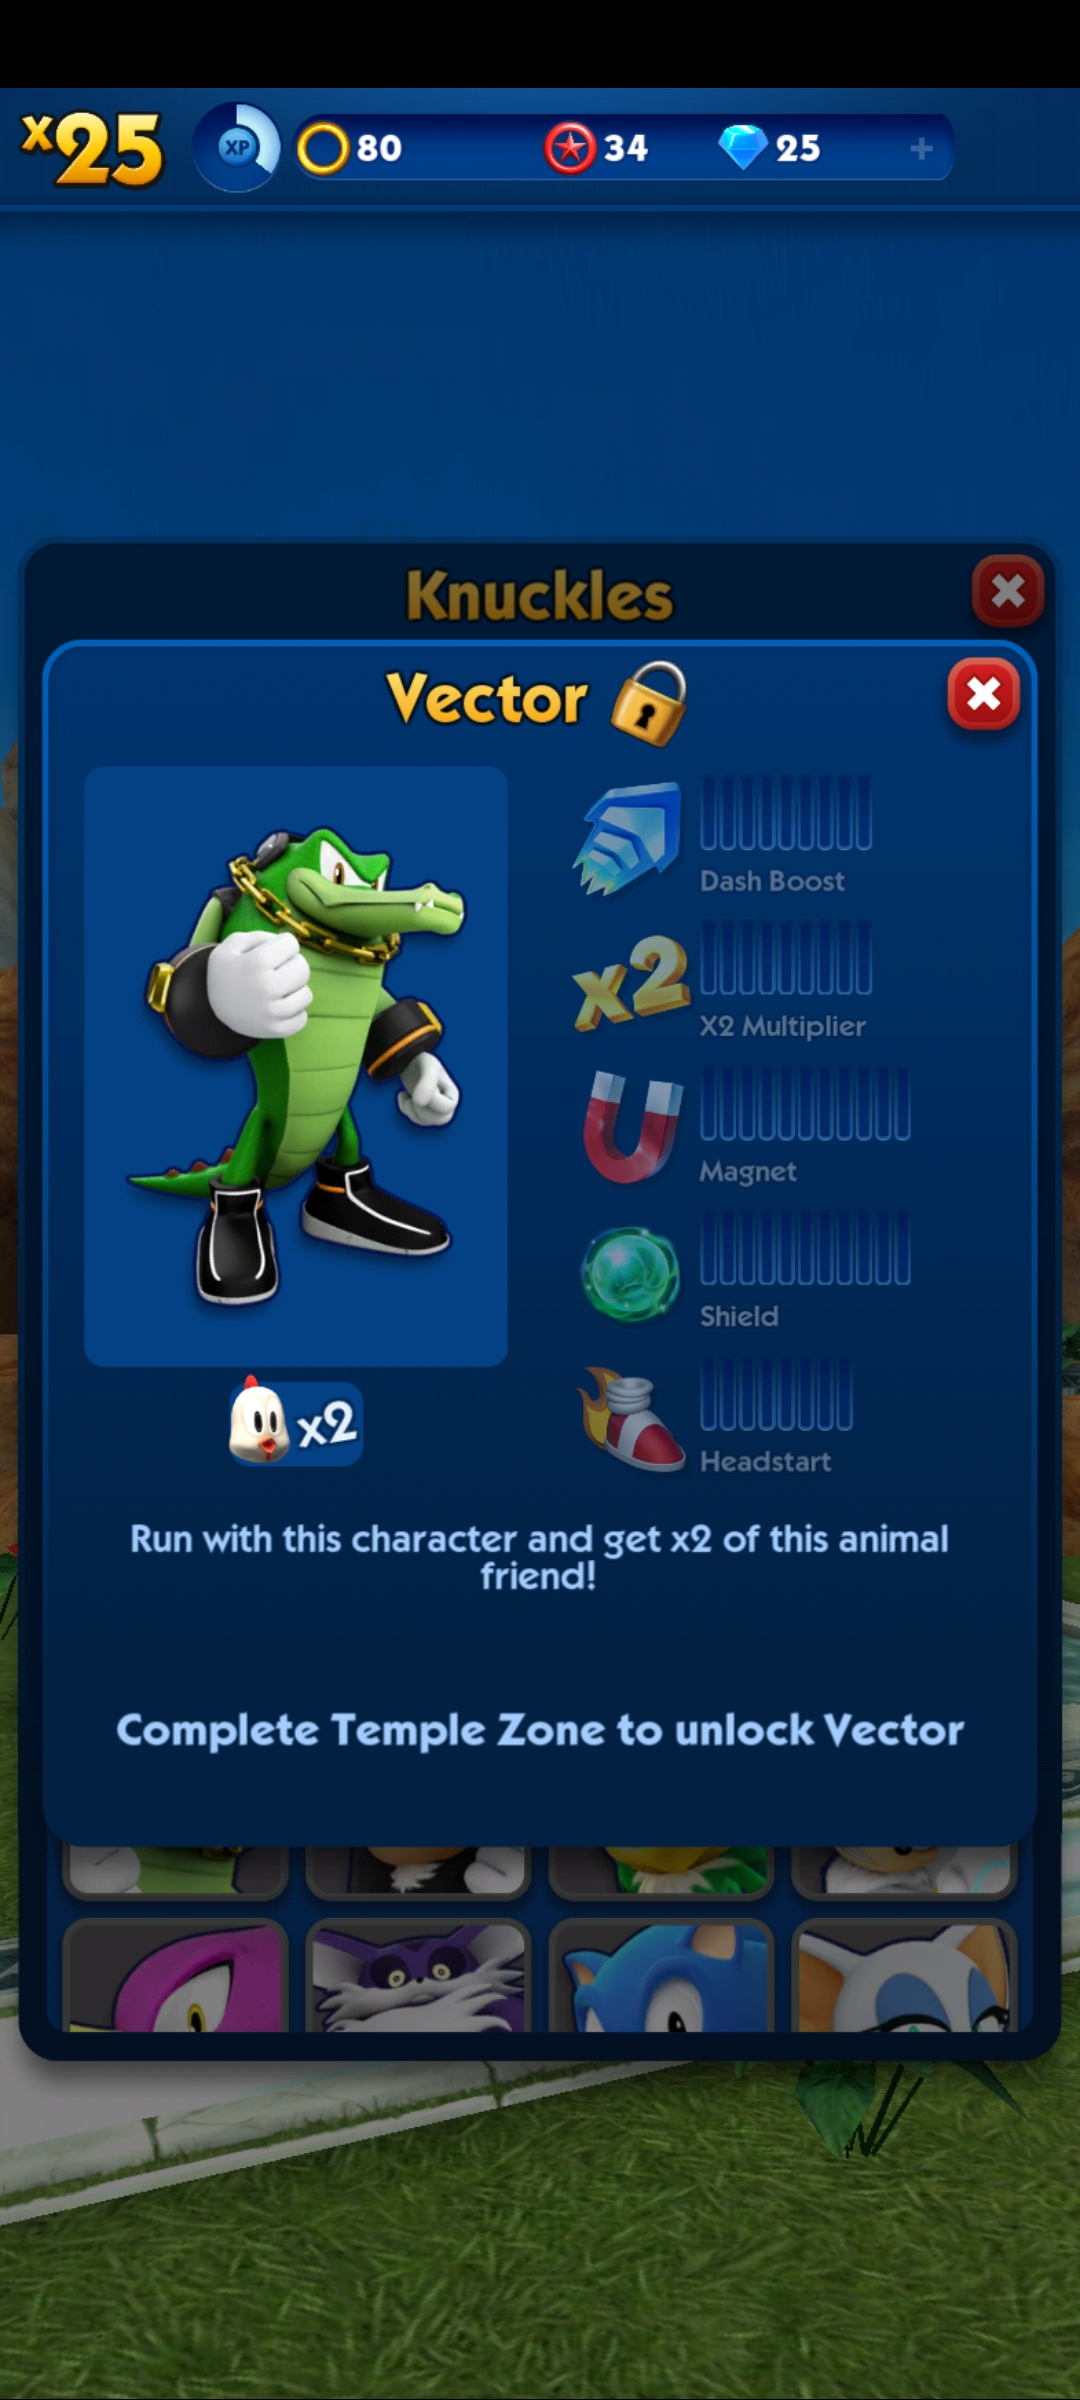 x25
XP
80
34
25
Knuckles
Vector
Dash Boost
x2
X2 Multiplier
Magnet
Shield
Headstart
x2
Run with this character and get x2 of this animal
friend!
Complete Temple Zone to unlock Vector